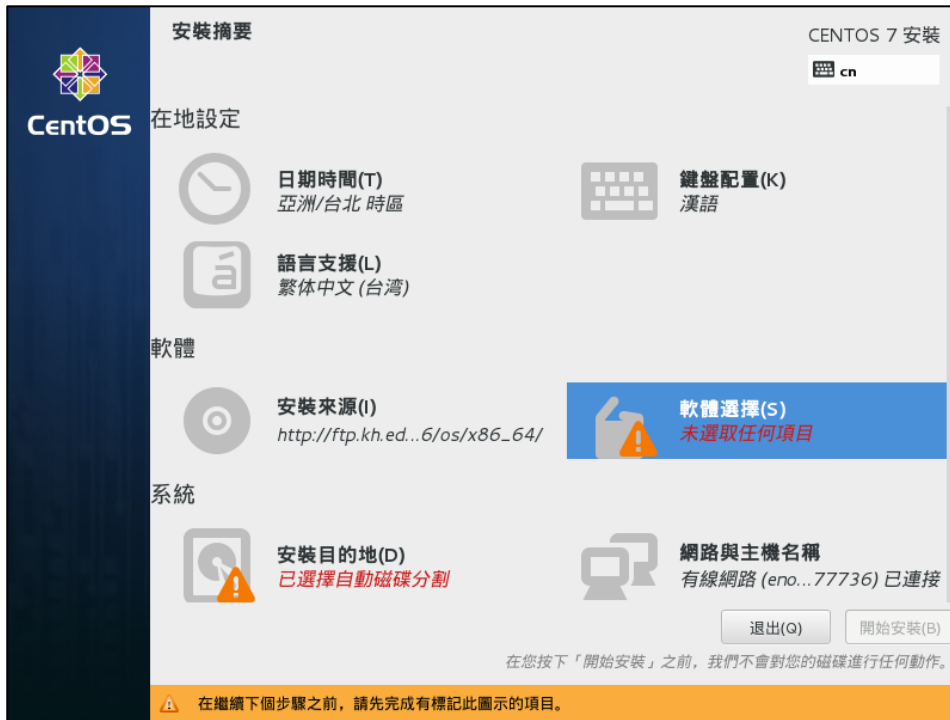 安裝摘要
CENTOS 7 安裝
cn
CentOS
在地設定
日期時間(T)
亞洲/台北 時區
鍵盤配置(K)
漢語
語言支援(L)
繁体中文 (台湾)
軟體
安裝來源(I)
http://ftp.kh.ed...6/os/x86_64/
軟體選擇(S)
未選取任何項目
系統
安裝目的地(D)
已選擇自動磁碟分割
網路與主機名稱
有線網路 (eno...77736) 已連接
退出(Q)
開始安裝(B)
在您按下「開始安裝」之前，我們不會對您的磁碟進行任何動作。
在繼續下個步驟之前，請先完成有標記此圖示的項目。